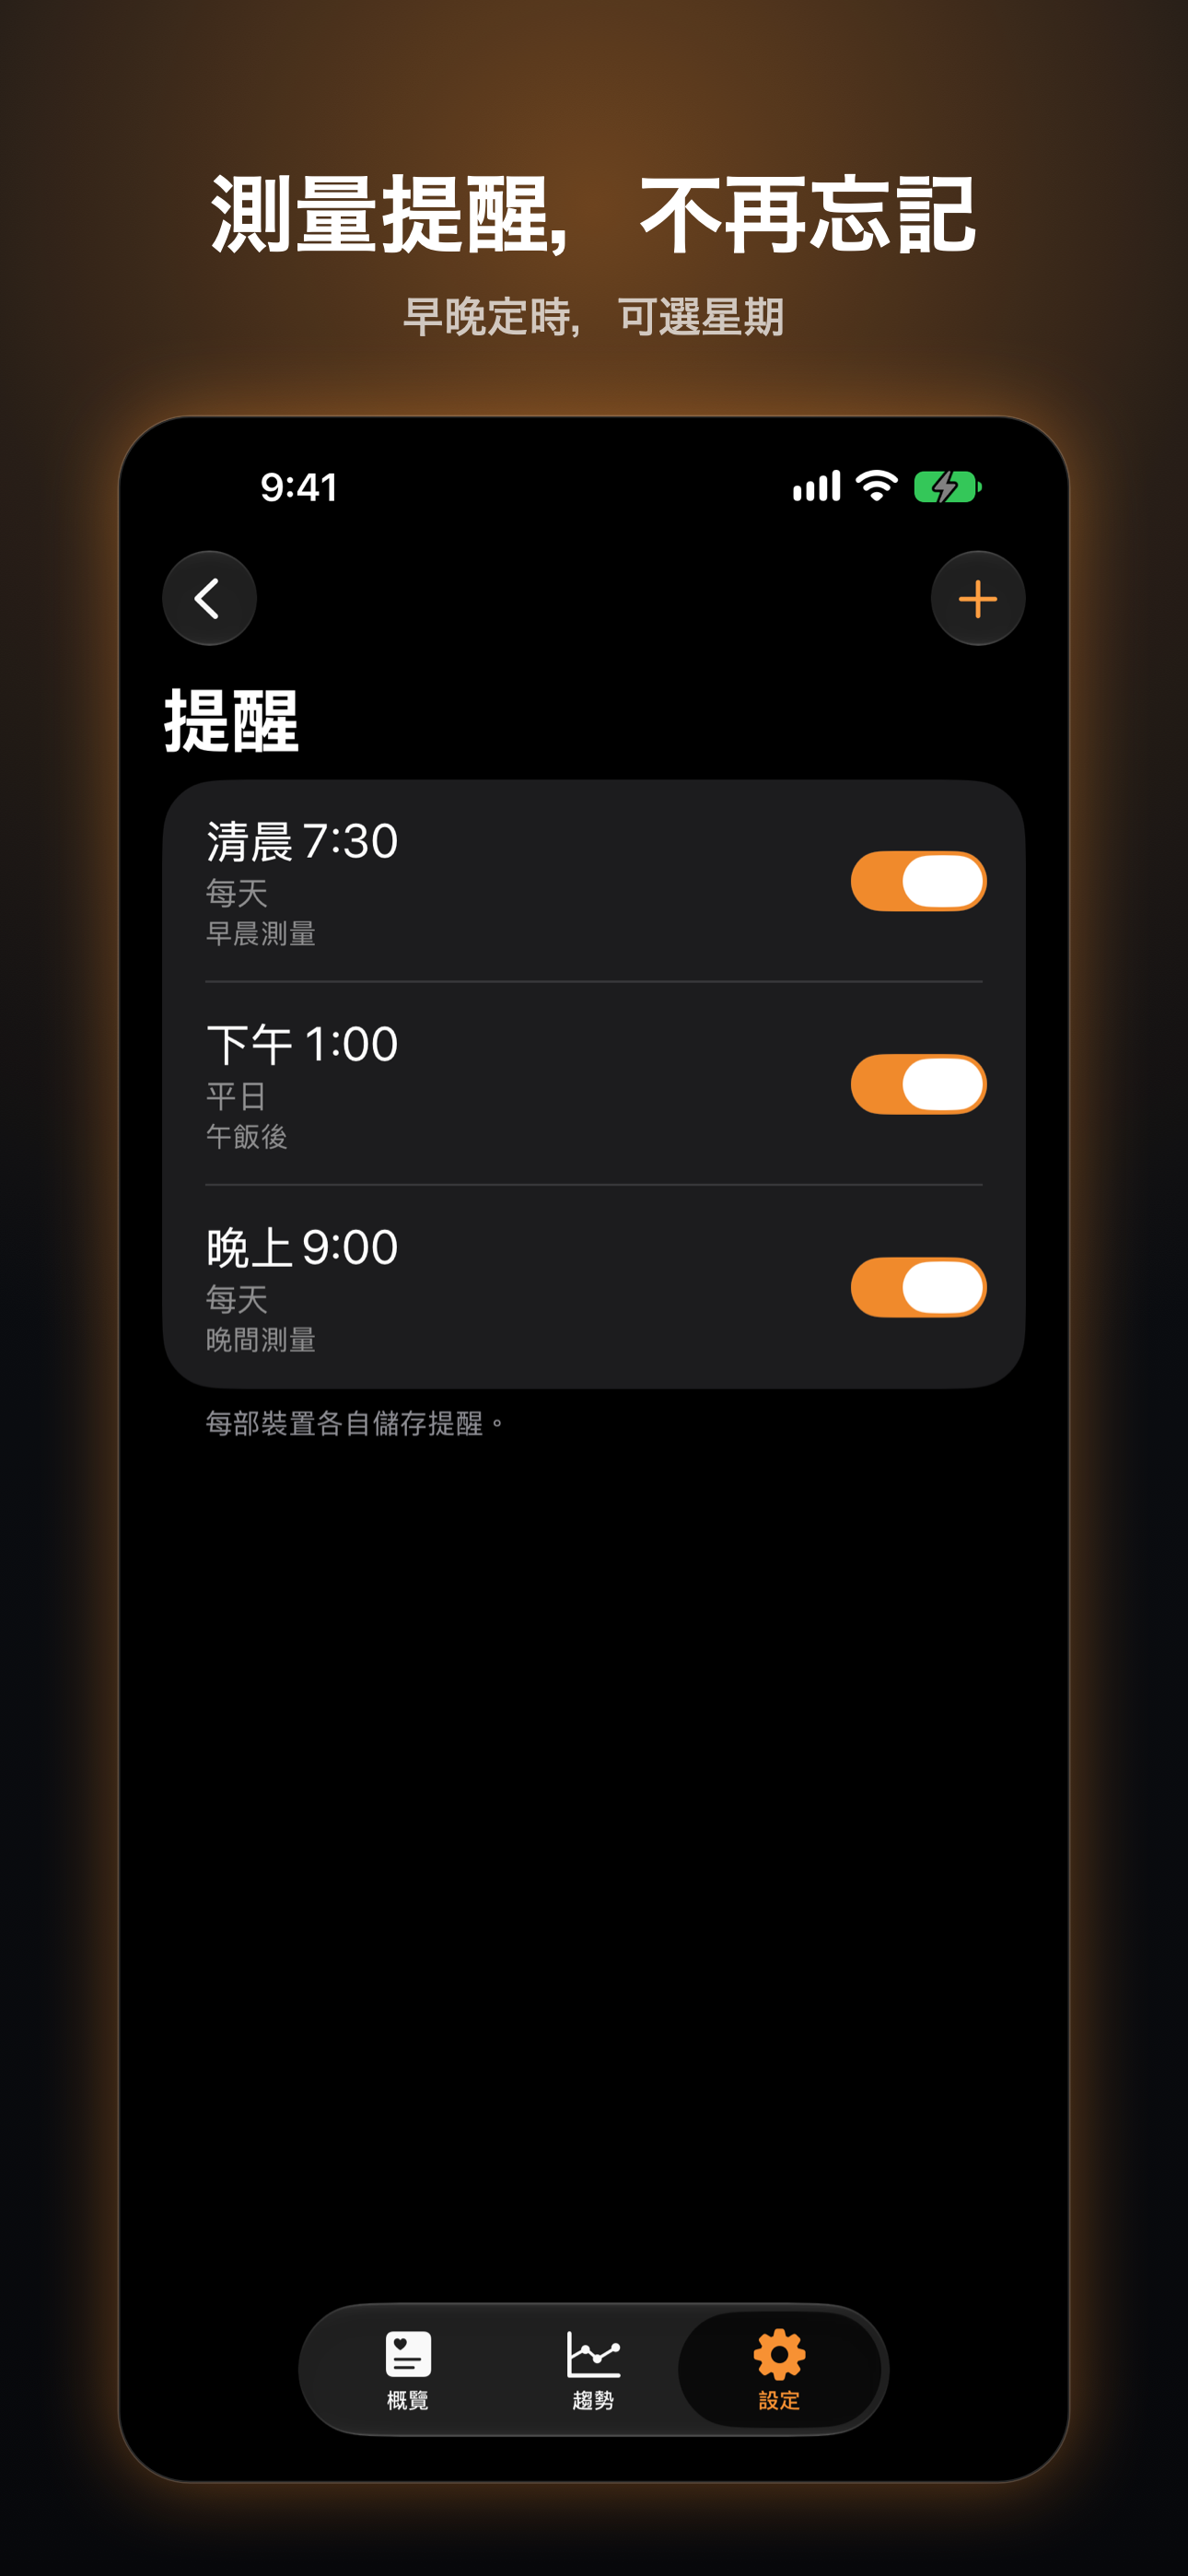 測量提醒，不再忘記
早晚定時，可選星期
9:41
提醒
清晨 7:30
每天
早晨測量
下午 1:00
平日
午飯後
晚上 9:00
每天
晚間測量
每部裝置各自儲存提醒。
概覽
趨勢
設定